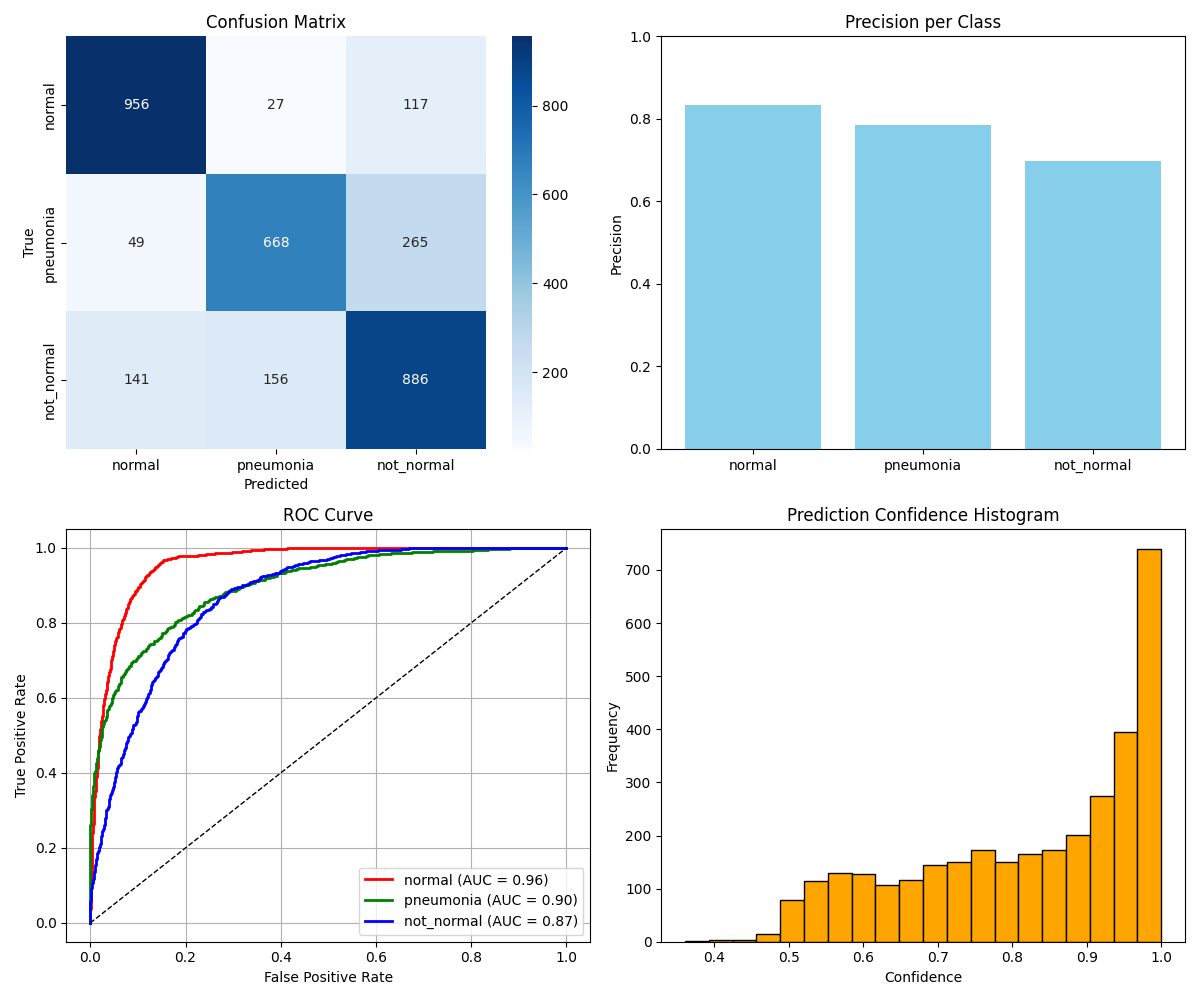 Confusion Matrix
956 27 117
49 668 265
141 156 886
normal
pneumonia
not_normal
True
normal pneumonia not_normal
Predicted
800
600
400
200
Precision per Class
1.0
0.8
0.6
0.4
0.2
0.0
Precision
normal pneumonia not_normal
ROC Curve
1.0
0.8
0.6
0.4
0.2
0.0
True Positive Rate
normal (AUC = 0.96)
pneumonia (AUC = 0.90)
not_normal (AUC = 0.87)
0.0 0.2 0.4 0.6 0.8 1.0
False Positive Rate
Prediction Confidence Histogram
700
600
500
400
300
200
100
0
Frequency
0.4 0.5 0.6 0.7 0.8 0.9 1.0
Confidence